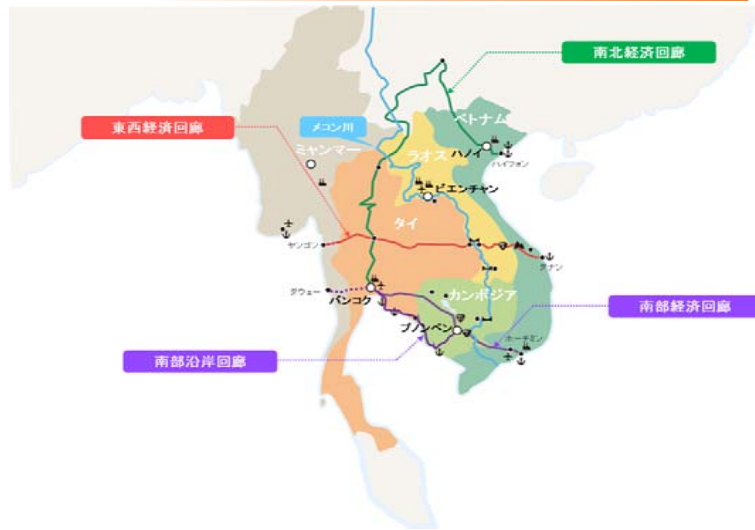 南北経済回廊
ベトナム
東西経済回廊
メコン川
ミャンマー
ラオス
ハノイ
ハイフォン
ビエンチャン
タイ
ヤンゴン
ダナン
ダウェー
バンコク
カンボジア
プノンペン
南部経済回廊
ホーチミン
南部沿岸回廊